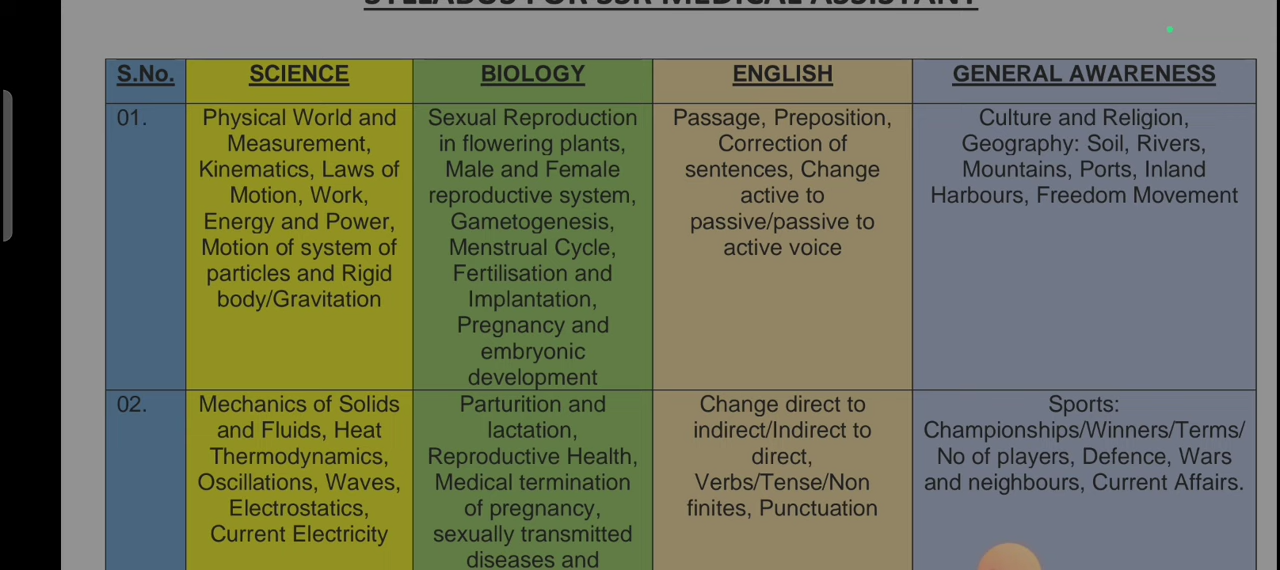 SYLLABUS FOR SSR MEDICAL ASSISTANT
S.No.
SCIENCE
BIOLOGY
ENGLISH
GENERAL AWARENESS
01.
Physical World and
Measurement,
Kinematics, Laws of
Motion, Work,
Energy and Power,
Motion of system of
particles and Rigid
body/Gravitation
Sexual Reproduction
in flowering plants,
Male and Female
reproductive system,
Gametogenesis,
Menstrual Cycle,
Fertilisation and
Implantation,
Pregnancy and
embryonic
development
Passage, Preposition,
Correction of
sentences, Change
active to
passive/passive to
active voice
Culture and Religion,
Geography: Soil, Rivers,
Mountains, Ports, Inland
Harbours, Freedom Movement
02.
Mechanics of Solids
and Fluids, Heat
Thermodynamics,
Oscillations, Waves,
Electrostatics,
Current Electricity
Parturition and
lactation,
Reproductive Health,
Medical termination
of pregnancy,
sexually transmitted
diseases and
Change direct to
indirect/Indirect to
direct,
Verbs/Tense/Non
finites, Punctuation
Sports:
Championships/Winners/Terms/
No of players, Defence, Wars
and neighbours, Current Affairs.